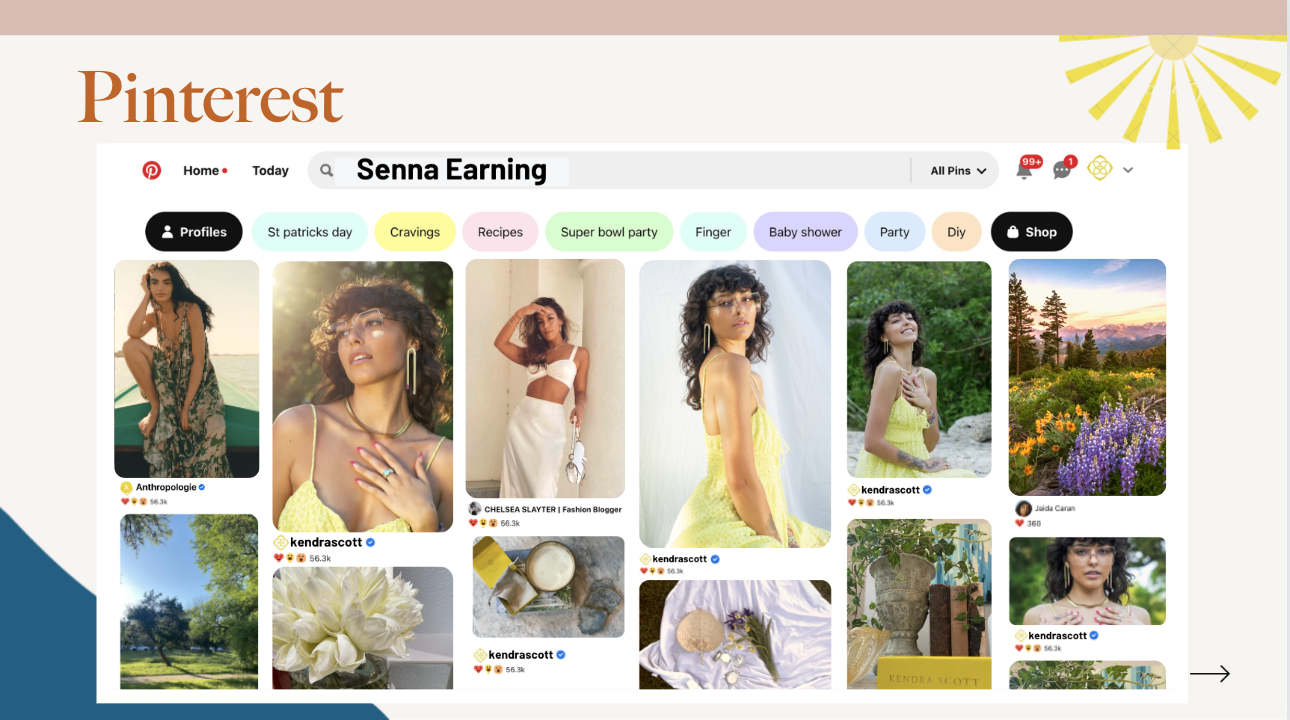 Pinterest
Home
Today
Senna Earning
All Pins
99+
1
Profiles
St patricks day
Cravings
Recipes
Super bowl party
Finger
Baby shower
Party
Diy
Shop
Anthropologie
56.3k
kendrascott
56.3k
CHELSEA SLAYTER | Fashion Blogger
56.3k
kendrascott
56.3k
kendrascott
56.3k
kendrascott
56.3k
KENDRA SCOTT
Jaida Caran
360
kendrascott
56.3k